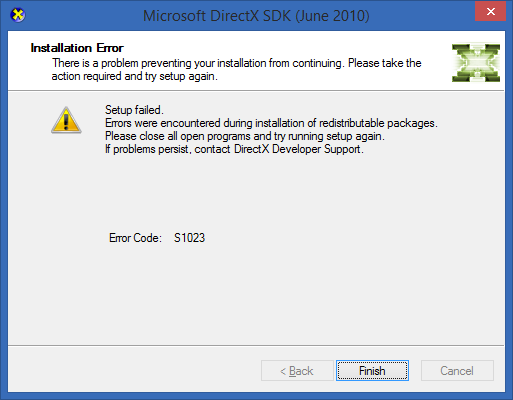 Microsoft DirectX SDK (June 2010)
Installation Error
There is a problem preventing your installation from continuing. Please take the
action required and try setup again.
Setup failed.
Errors were encountered during installation of redistributable packages.
Please close all open programs and try running setup again.
If problems persist, contact DirectX Developer Support.
Error Code: S1023
< Back Finish Cancel